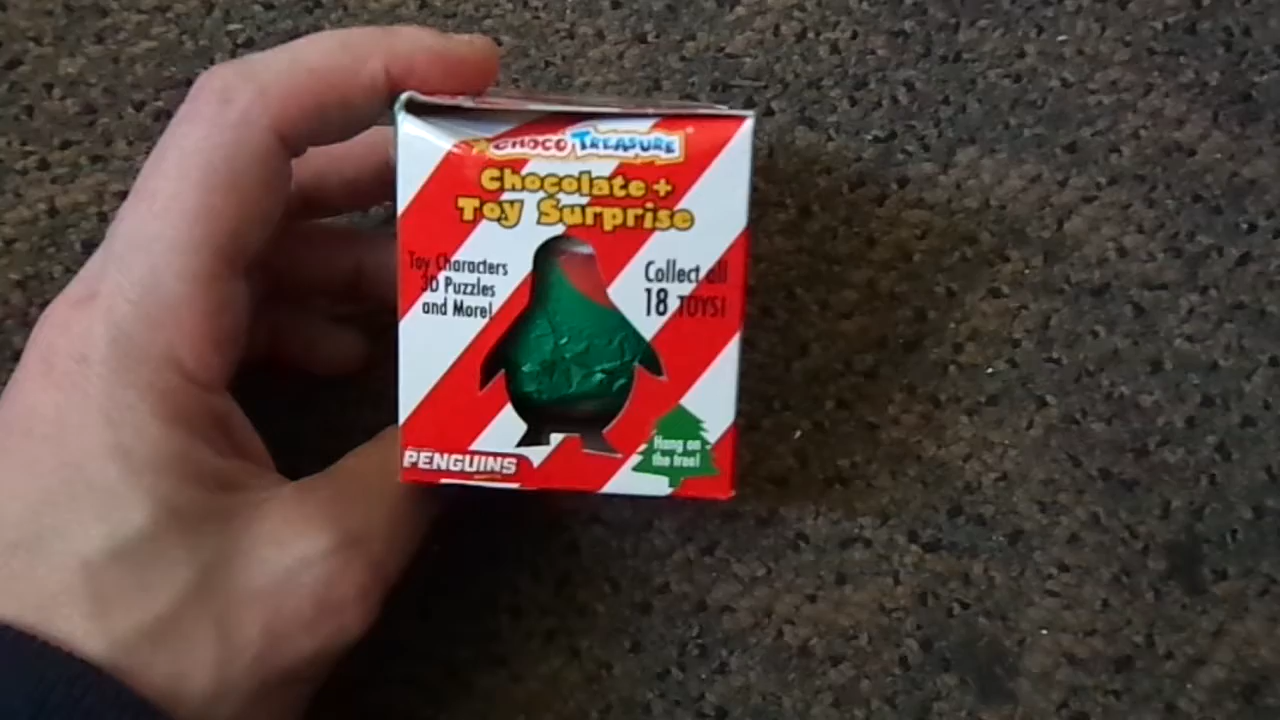 CHOCO TREASURE
Chocolate +
Toy Surprise
Toy Characters
3D Puzzles
and More!
Collect all
18 TOYS!
PENGUINS
Hang on
the tree!